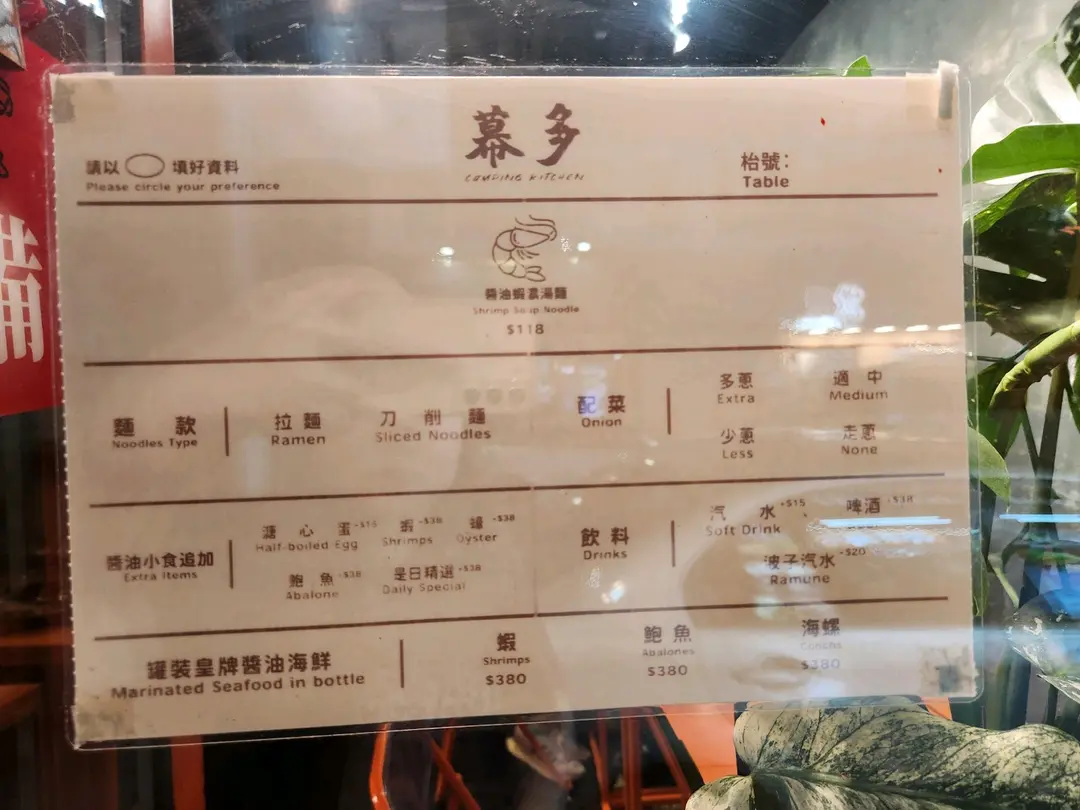 幕多
CAMPING KITCHEN
請以 填好資料
Please circle your preference
枱號：
Table
醬油蝦濃湯麵
Shrimp Soup Noodle
$118
麵款
Noodles Type
拉麵
Ramen
刀削麵
Sliced Noodles
配菜
Onion
多蔥
Extra
適中
Medium
少蔥
Less
走蔥
None
醬油小食追加
Extra Items
溏心蛋 +$15
Half-boiled Egg
蝦 +$38
Shrimps
蠔 +$38
Oyster
鮑魚 +$38
Abalone
是日精選 +$38
Daily Special
飲料
Drinks
汽水 +$15
Soft Drink
啤酒 +$38
波子汽水 +$20
Ramune
罐裝皇牌醬油海鮮
Marinated Seafood in bottle
蝦
Shrimps
$380
鮑魚
Abalones
$380
海螺
Conchs
$380